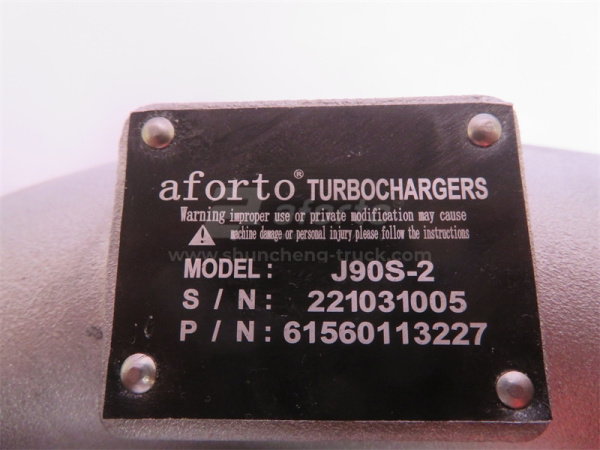 aforto® TURBOCHARGERS
Warning improper use or private modification may cause
machine damage or personal injury please follow the instructions
www.shuncheng-truck.com
MODEL: J90S-2
S / N: 221031005
P / N: 61560113227